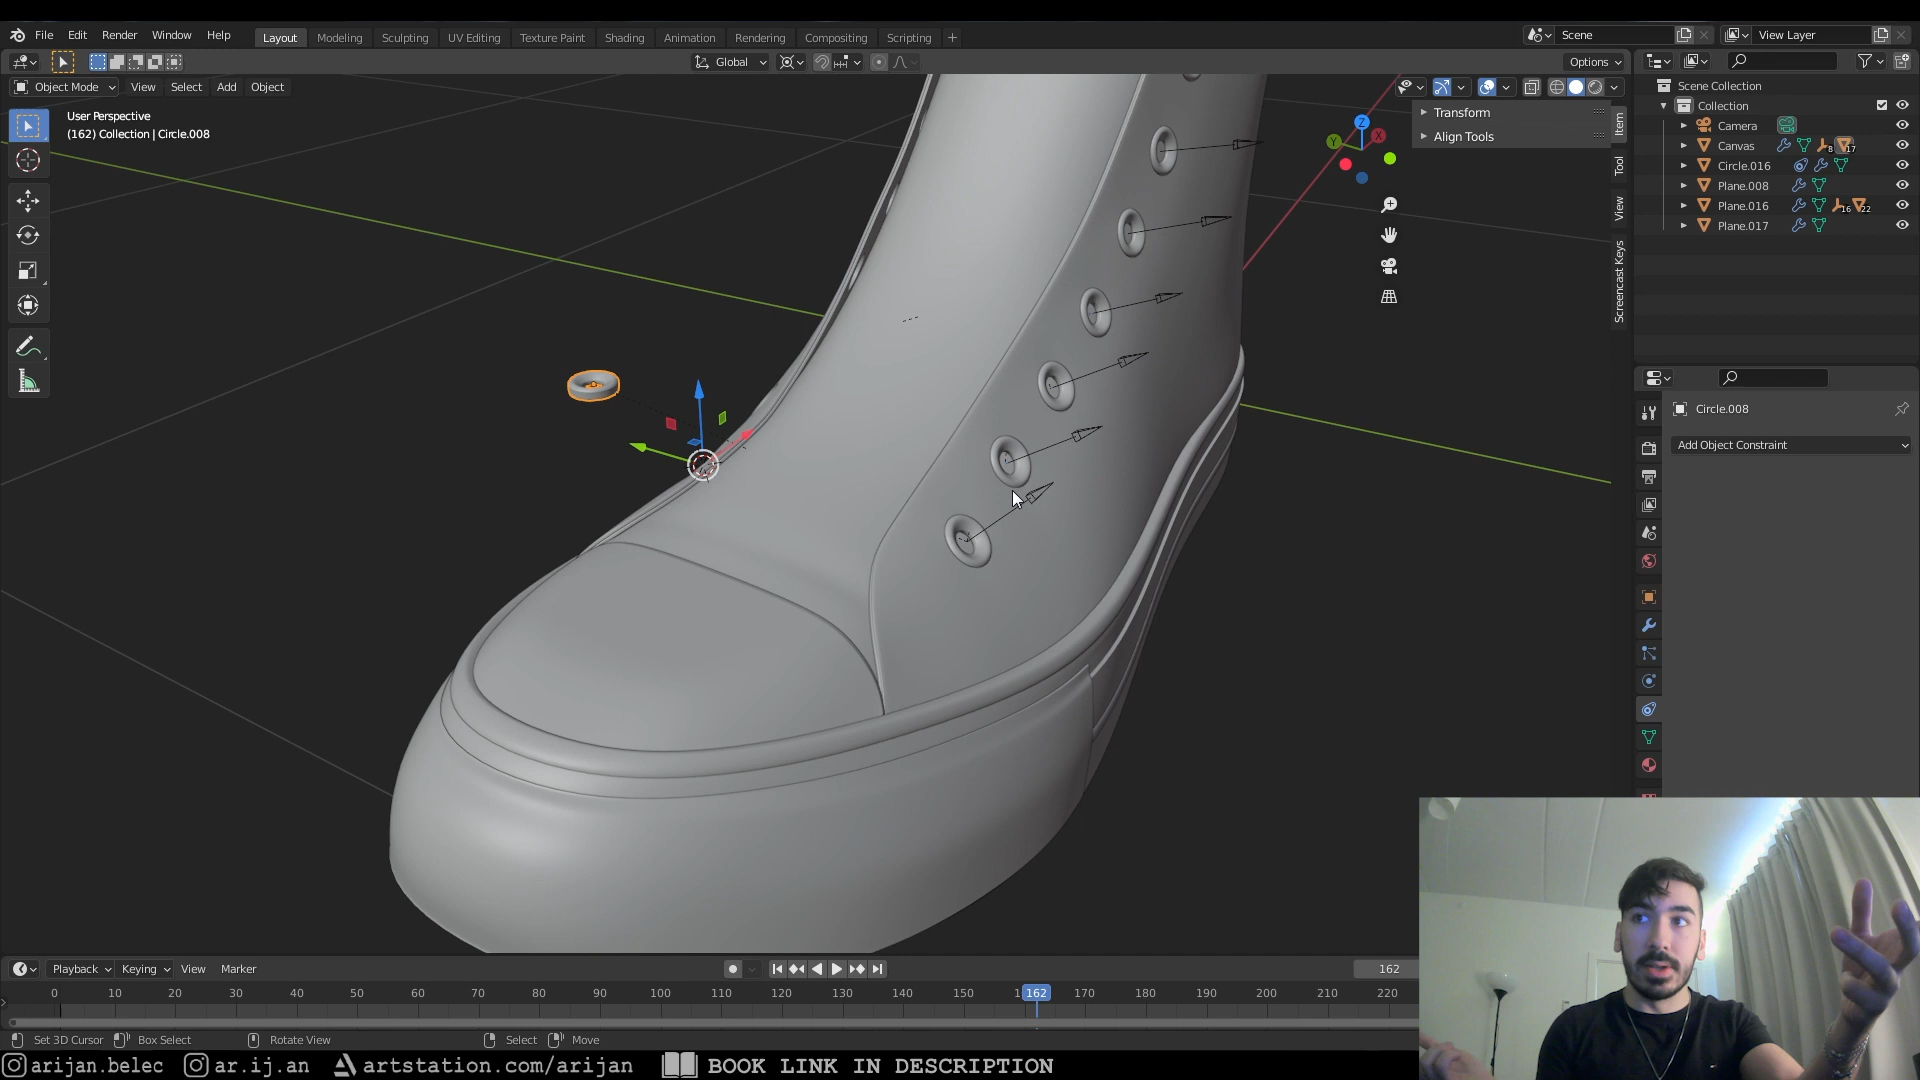 File Edit Render Window Help Layout Modeling Sculpting UV Editing Texture Paint Shading Animation Rendering Compositing Scripting + Scene View Layer
Global Options
Object Mode View Select Add Object
User Perspective
(162) Collection | Circle.008
Transform
Align Tools
Item
Tool
View
Screencast Keys
Z
Y
X
Scene Collection
Collection
Camera
Canvas 8 17
Circle.016
Plane.008
Plane.016 16 22
Plane.017
Circle.008
Add Object Constraint
Playback Keying View Marker 162
0 10 20 30 40 50 60 70 80 90 100 110 120 130 140 150 1 162 170 180 190 200 210 220
Set 3D Cursor Box Select Rotate View Select Move
arijan.belec ar.ij.an artstation.com/arijan BOOK LINK IN DESCRIPTION